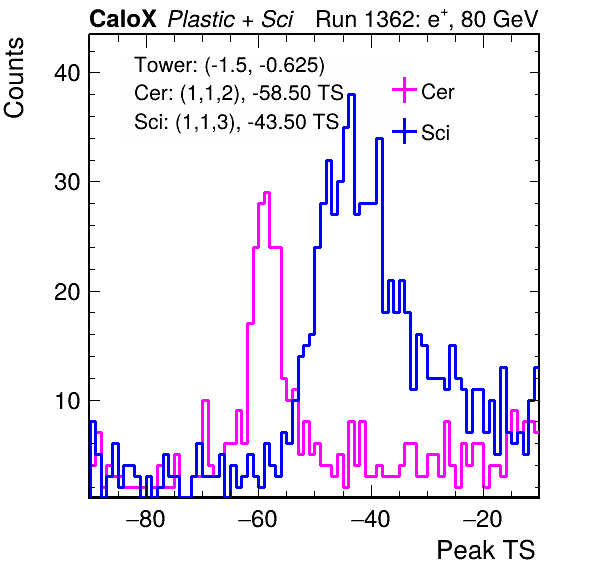 CaloX Plastic + Sci Run 1362: e+, 80 GeV
Counts
Tower: (-1.5, -0.625)
Cer: (1,1,2), -58.50 TS
Sci: (1,1,3), -43.50 TS
Cer
Sci
40
30
20
10
−80 −60 −40 −20
Peak TS